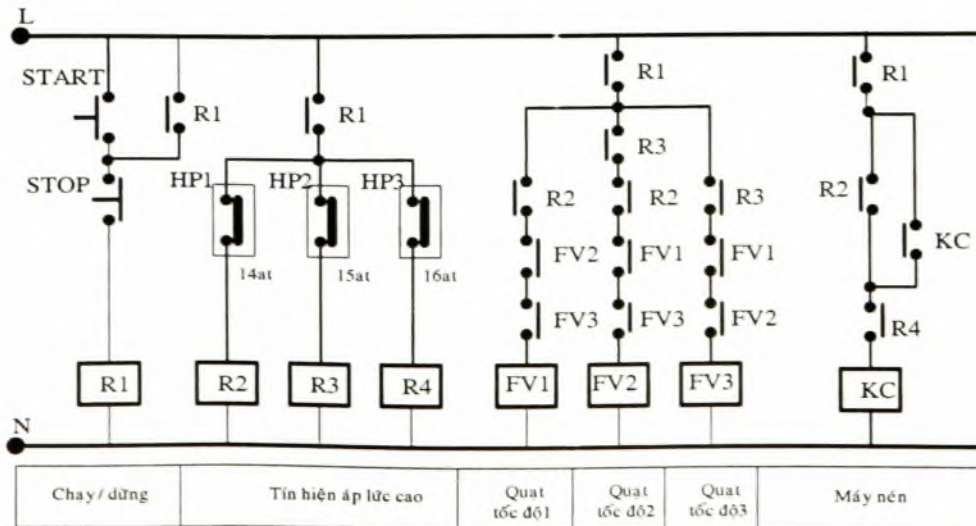 L
START
R1
R1
R1
R1
STOP
HP1
HP2
HP3
R3
R2
R2
R3
R2
KC
14at
15at
16at
FV2
FV1
FV1
FV3
FV3
FV2
R4
R1
R2
R3
R4
FV1
FV2
FV3
KC
N
Chạy/ dừng
Tín hiện áp lực cao
Quạt
tốc độ1
Quạt
tốc độ2
Quạt
tốc độ3
Máy nén